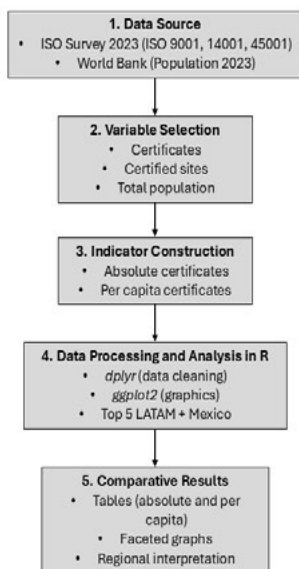 1. Data Source
• ISO Survey 2023 (ISO 9001, 14001, 45001)
• World Bank (Population 2023)
2. Variable Selection
• Certificates
• Certified sites
• Total population
3. Indicator Construction
• Absolute certificates
• Per capita certificates
4. Data Processing and Analysis in R
• dplyr (data cleaning)
• ggplot2 (graphics)
• Top 5 LATAM + Mexico
5. Comparative Results
• Tables (absolute and per
capita)
• Faceted graphs
• Regional interpretation